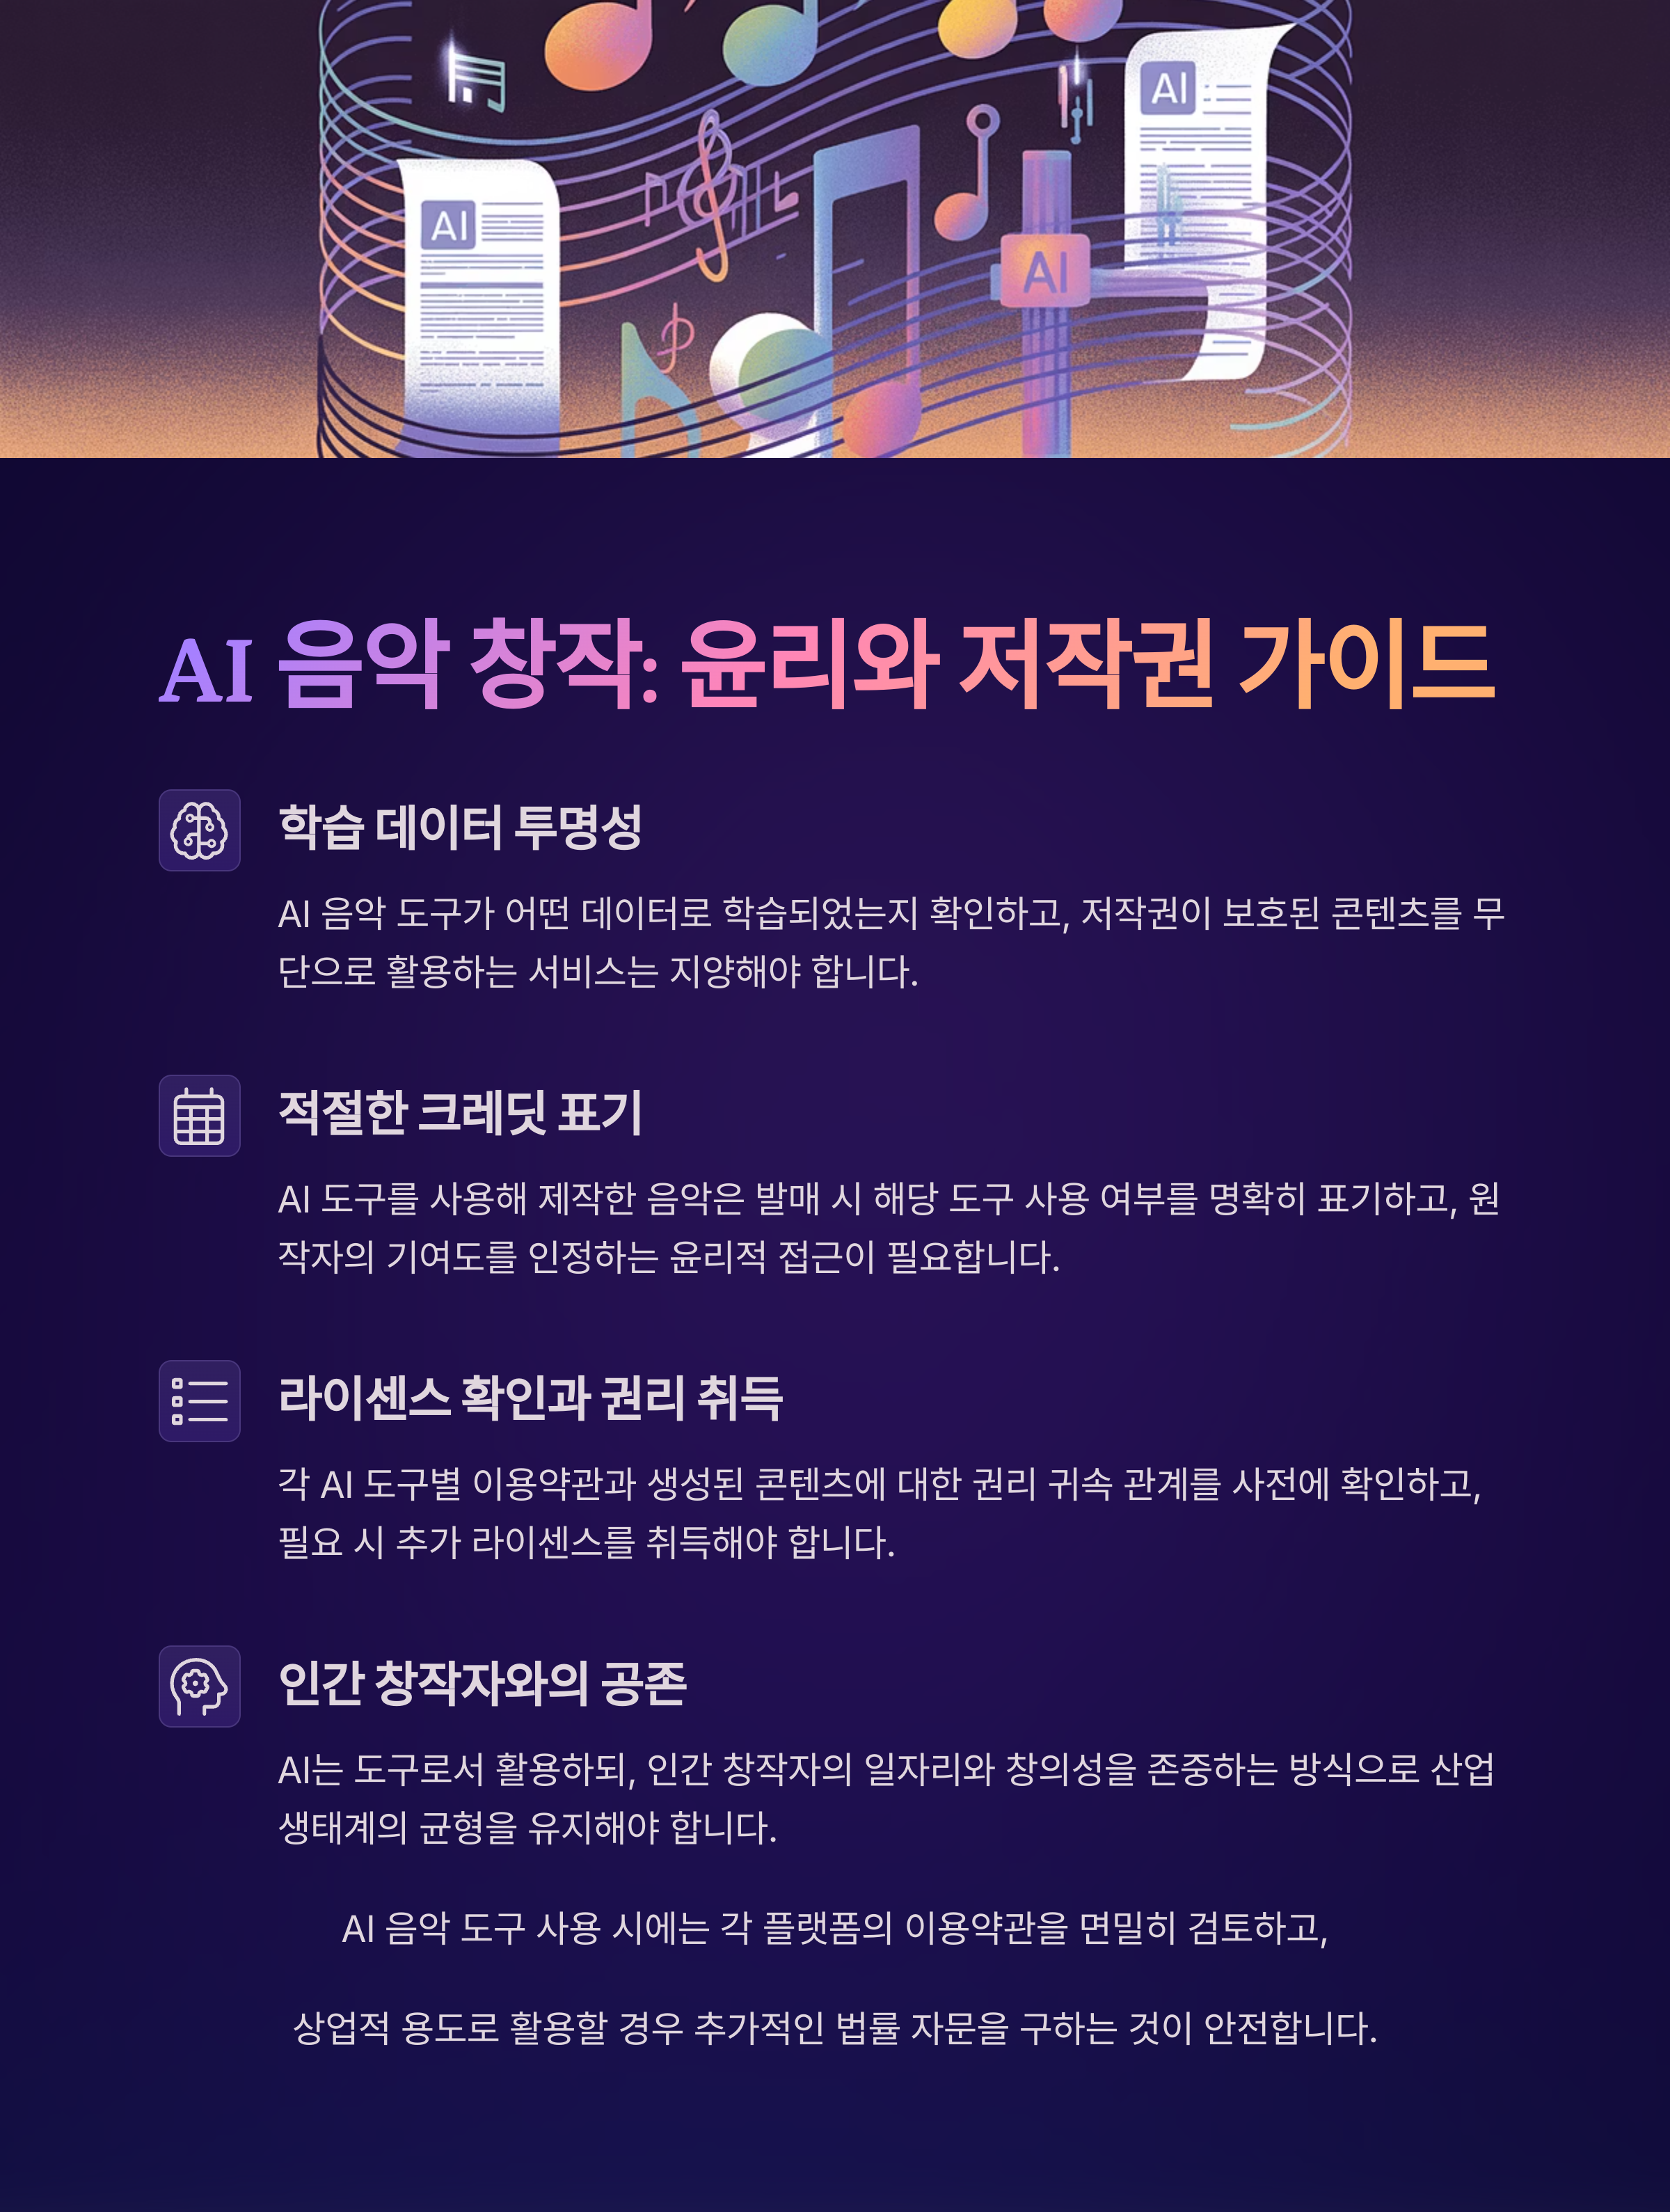 AI
AI
AI
AI 음악 창작: 윤리와 저작권 가이드
학습 데이터 투명성
AI 음악 도구가 어떤 데이터로 학습되었는지 확인하고, 저작권이 보호된 콘텐츠를 무
단으로 활용하는 서비스는 지양해야 합니다.
적절한 크레딧 표기
AI 도구를 사용해 제작한 음악은 발매 시 해당 도구 사용 여부를 명확히 표기하고, 원
작자의 기여도를 인정하는 윤리적 접근이 필요합니다.
라이센스 확인과 권리 취득
각 AI 도구별 이용약관과 생성된 콘텐츠에 대한 권리 귀속 관계를 사전에 확인하고,
필요 시 추가 라이센스를 취득해야 합니다.
인간 창작자와의 공존
AI는 도구로서 활용하되, 인간 창작자의 일자리와 창의성을 존중하는 방식으로 산업
생태계의 균형을 유지해야 합니다.
AI 음악 도구 사용 시에는 각 플랫폼의 이용약관을 면밀히 검토하고,
상업적 용도로 활용할 경우 추가적인 법률 자문을 구하는 것이 안전합니다.